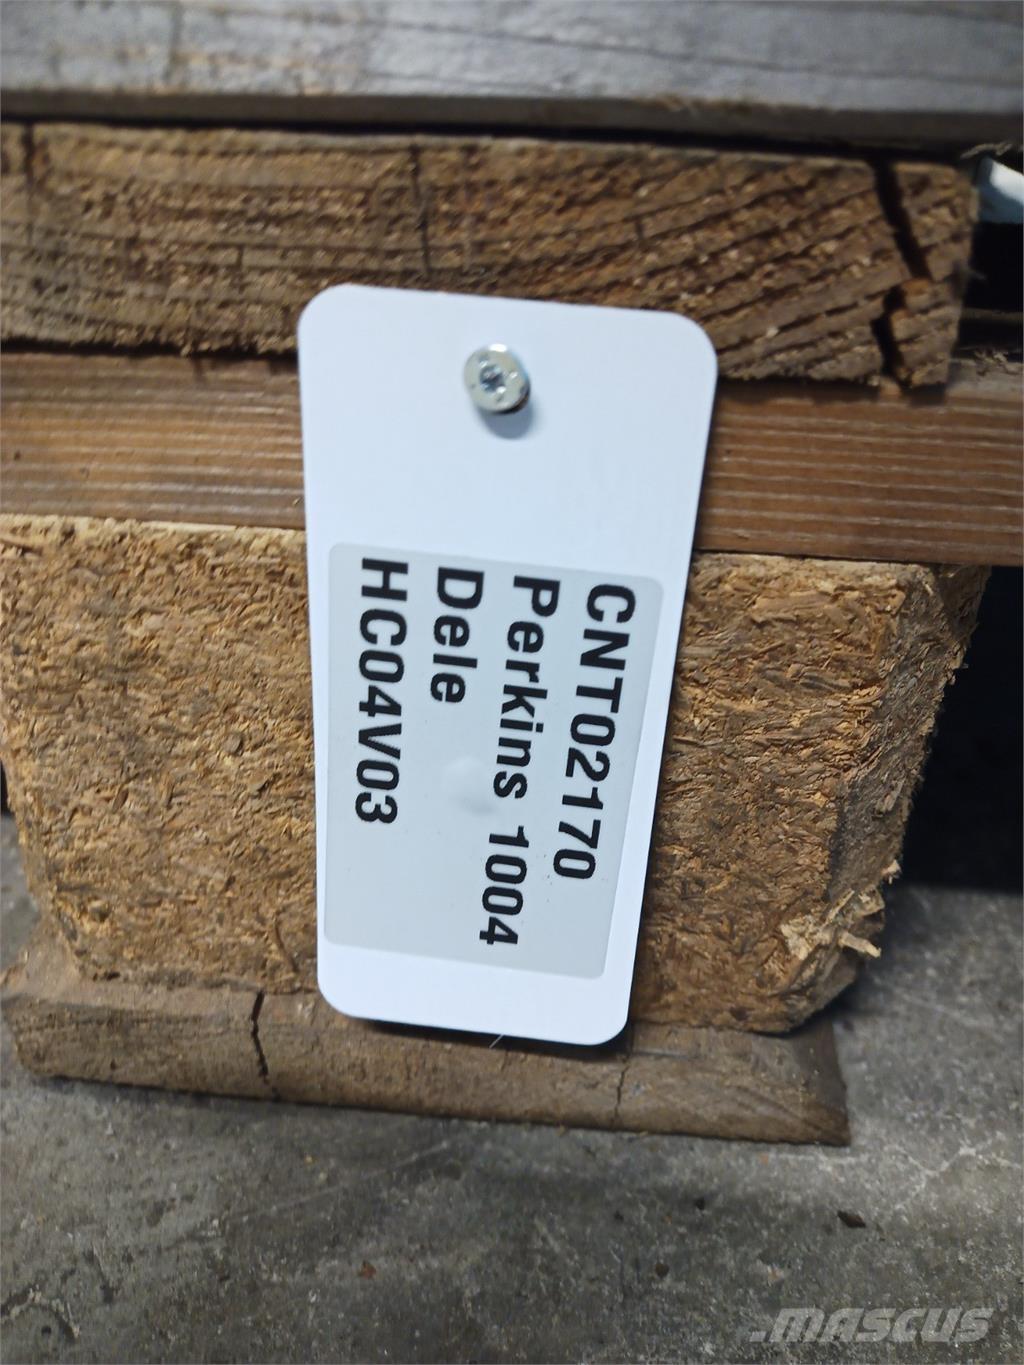 CNT02170
Perkins 1004
Dele
HC04V03
MASCUS